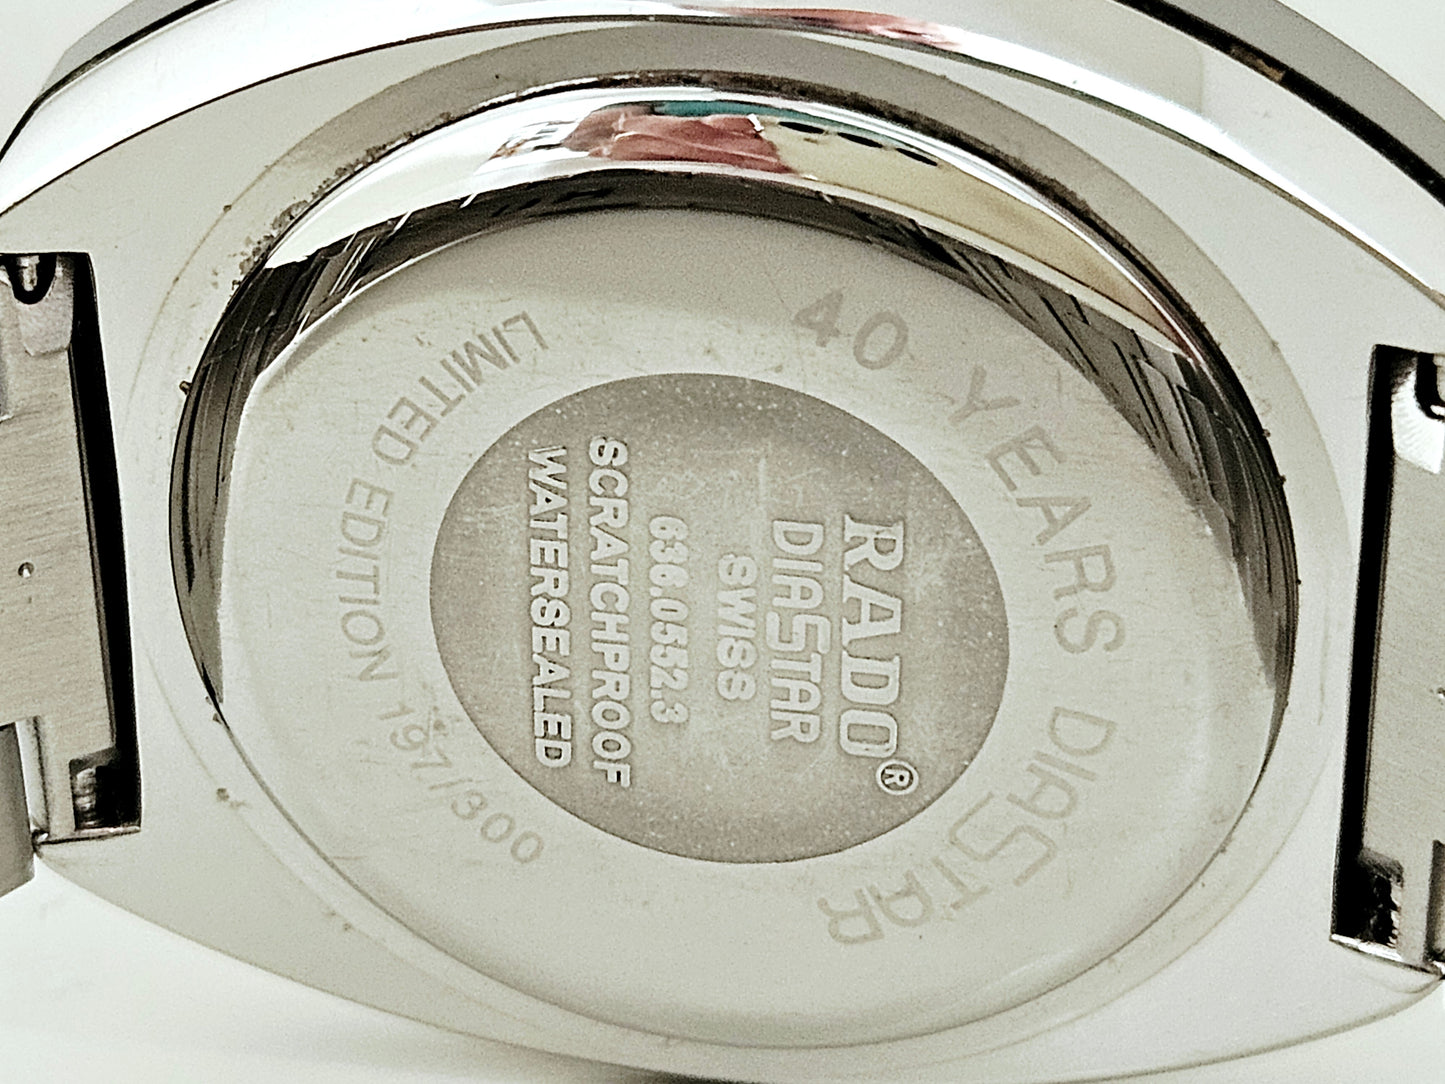 40 YEARS DIASTAR
RADO®
DIASTAR
SWISS
636.0552.3
SCRATCHPROOF
WATERSEALED
LIMITED EDITION 197/300